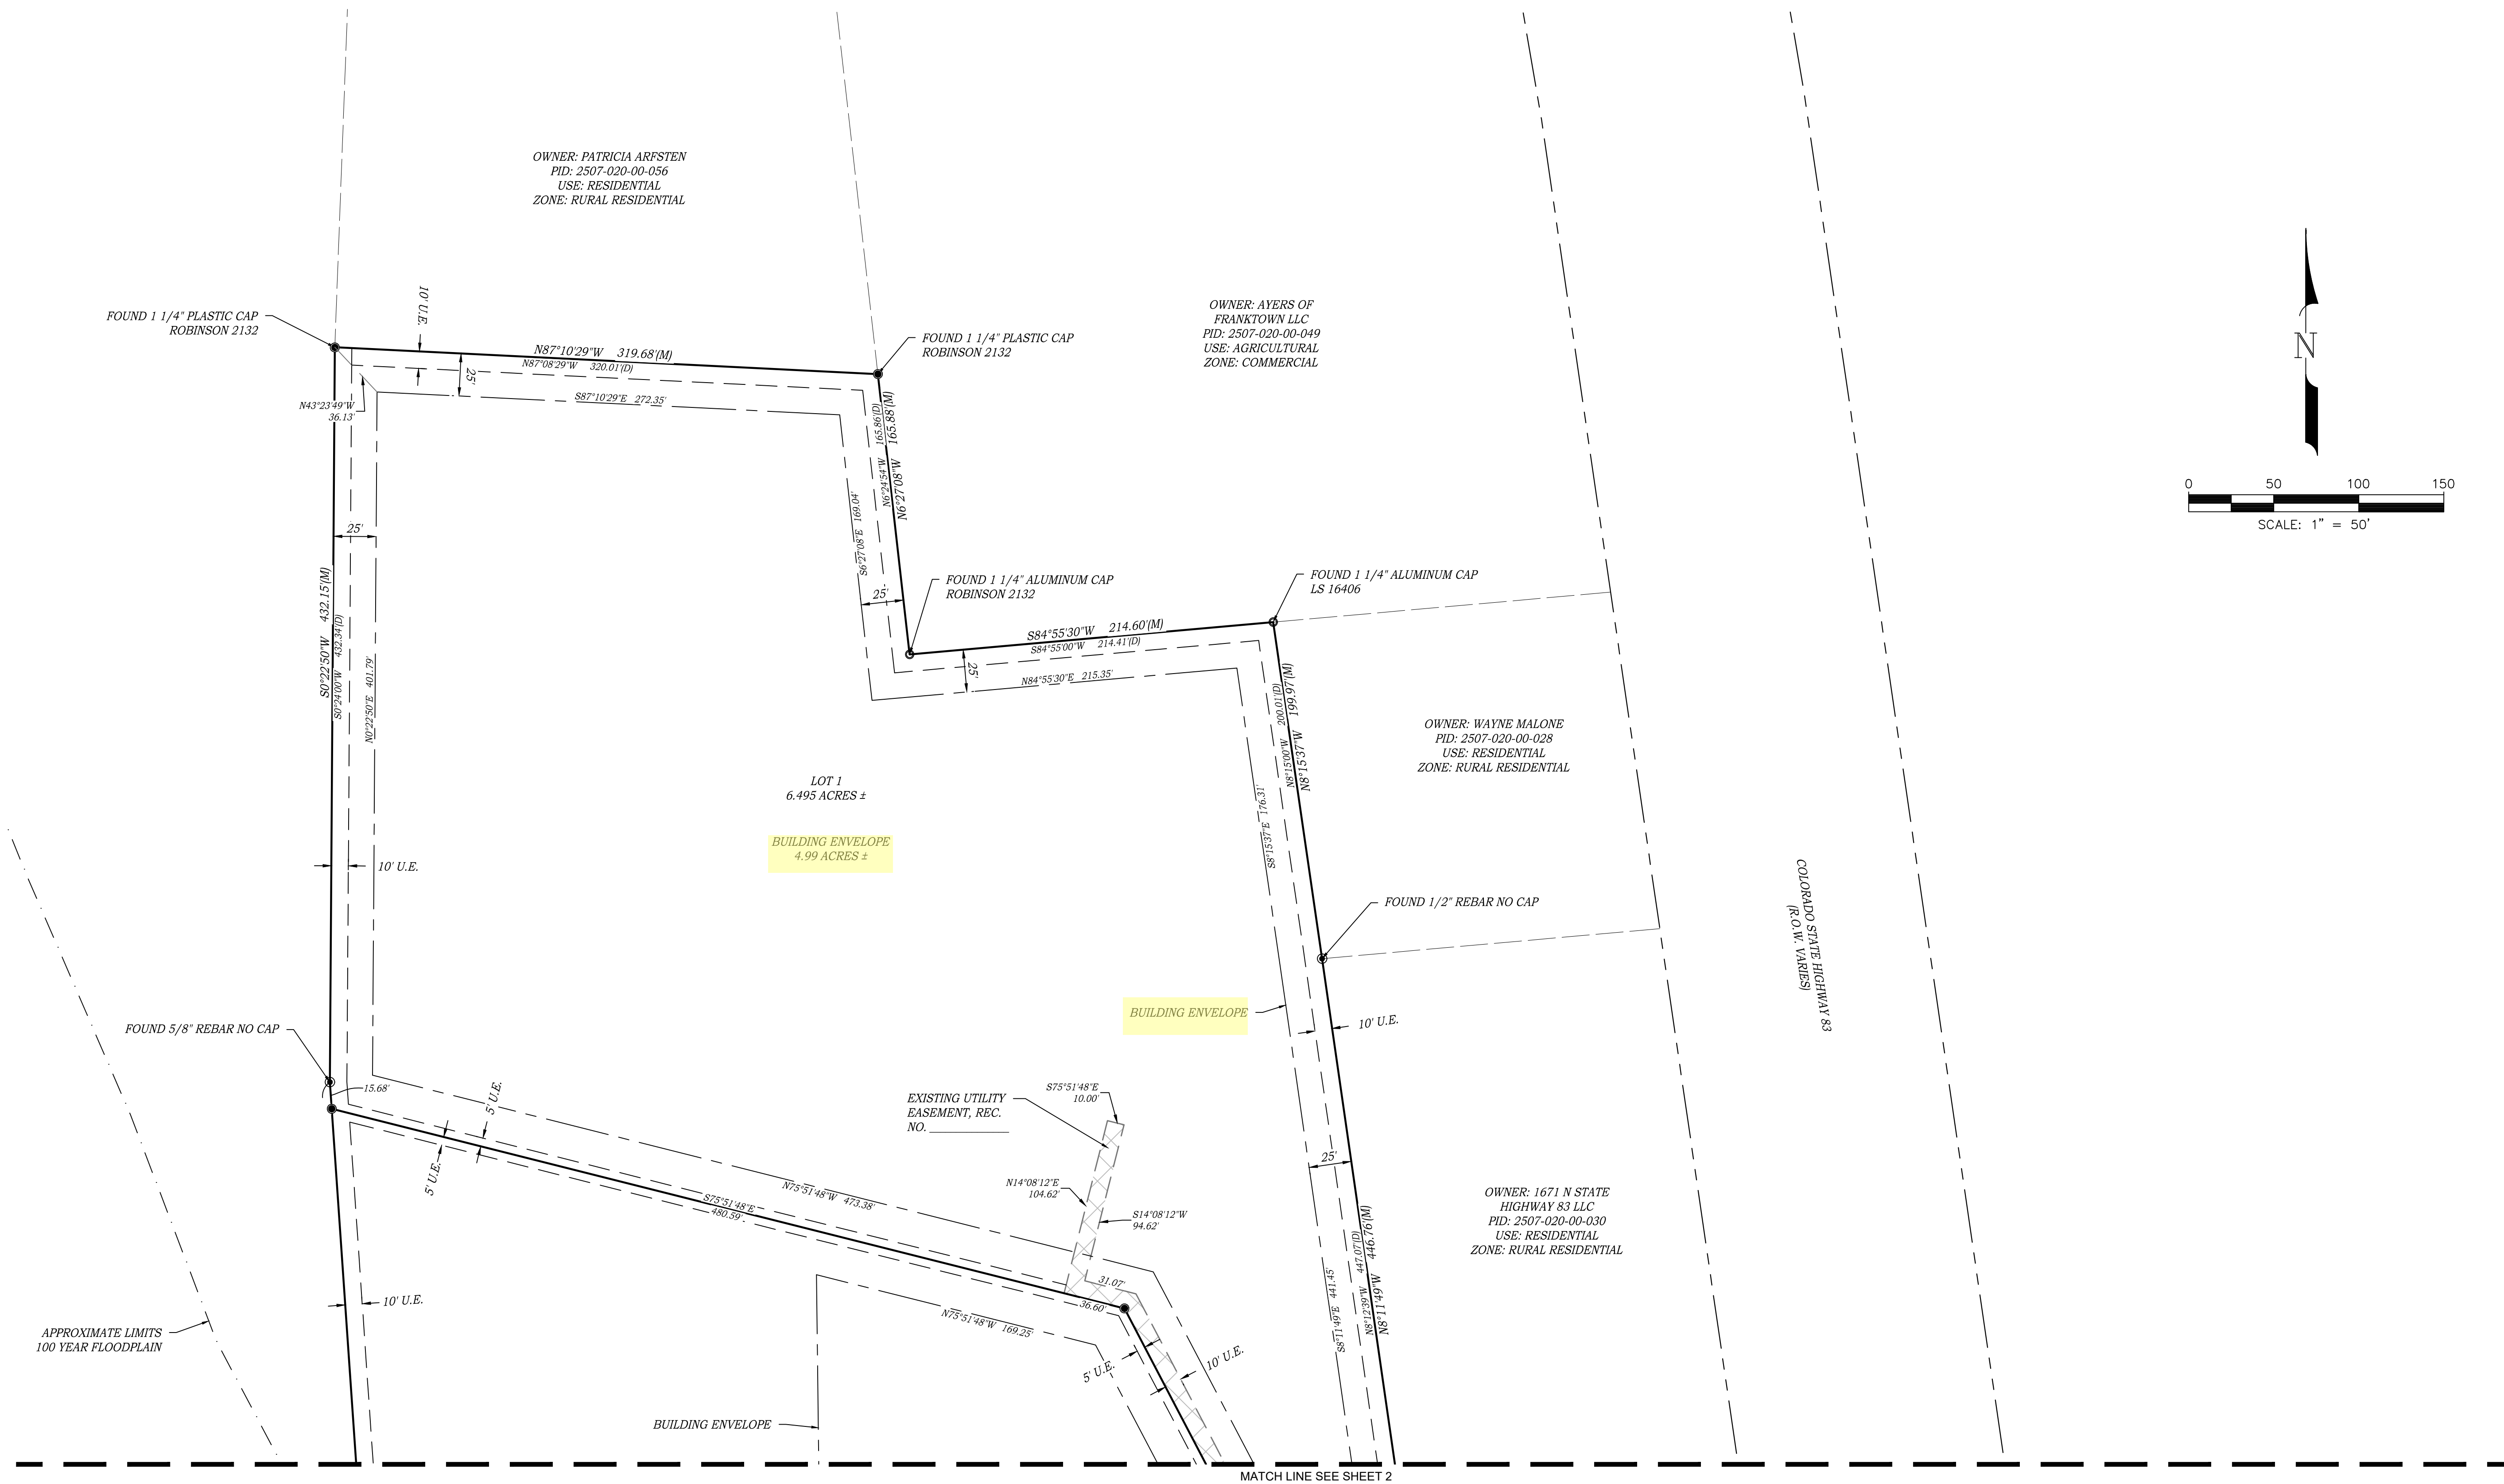 OWNER: PATRICIA ARFSTEN
PID: 2507-020-00-056
USE: RESIDENTIAL
ZONE: RURAL RESIDENTIAL
OWNER: AYERS OF
FRANKTOWN LLC
PID: 2507-020-00-049
USE: AGRICULTURAL
ZONE: COMMERCIAL
N
0 50 100 150
SCALE: 1" = 50'
FOUND 1 1/4" PLASTIC CAP
ROBINSON 2132
10' U.E.
FOUND 1 1/4" PLASTIC CAP
ROBINSON 2132
N87°10'29"W 319.68'(M)
N87°08'29"W 320.01'(D)
25'
S87°10'29"E 272.35'
N43°23'49"W
36.13'
165.86'(D)
N6°24'54"W
N6°27'08"W 165.88'(M)
S6°27'08"E 169.04'
25'
25'
FOUND 1 1/4" ALUMINUM CAP
ROBINSON 2132
FOUND 1 1/4" ALUMINUM CAP
LS 16406
S84°55'30"W 214.60'(M)
S84°55'00"W 214.41'(D)
25'
N84°55'30"E 215.35'
S0°22'50"W 432.15'(M)
S0°24'00"W 432.34'(D)
N0°22'50"E 401.79'
N8°15'00"W 200.01'(D)
N8°15'37"W 199.97'(M)
S8°15'37"E 176.31'
OWNER: WAYNE MALONE
PID: 2507-020-00-028
USE: RESIDENTIAL
ZONE: RURAL RESIDENTIAL
LOT 1
6.495 ACRES ±
BUILDING ENVELOPE
4.99 ACRES ±
10' U.E.
FOUND 1/2" REBAR NO CAP
COLORADO STATE HIGHWAY 83
(R.O.W. VARIES)
BUILDING ENVELOPE
10' U.E.
FOUND 5/8" REBAR NO CAP
15.68'
5' U.E.
5' U.E.
EXISTING UTILITY
EASEMENT, REC.
NO. ______________
S75°51'48"E
10.00'
25'
N14°08'12"E
104.62'
S14°08'12"W
94.62'
N75°51'48"W 473.38'
S75°51'48"E
480.59'
OWNER: 1671 N STATE
HIGHWAY 83 LLC
PID: 2507-020-00-030
USE: RESIDENTIAL
ZONE: RURAL RESIDENTIAL
S8°11'49"E 441.45'
N8°12'39"W 447.07'(D)
N8°11'49"W 446.76'(M)
31.07'
36.60'
10' U.E.
N75°51'48"W 169.25'
5' U.E.
10' U.E.
APPROXIMATE LIMITS
100 YEAR FLOODPLAIN
BUILDING ENVELOPE
MATCH LINE SEE SHEET 2